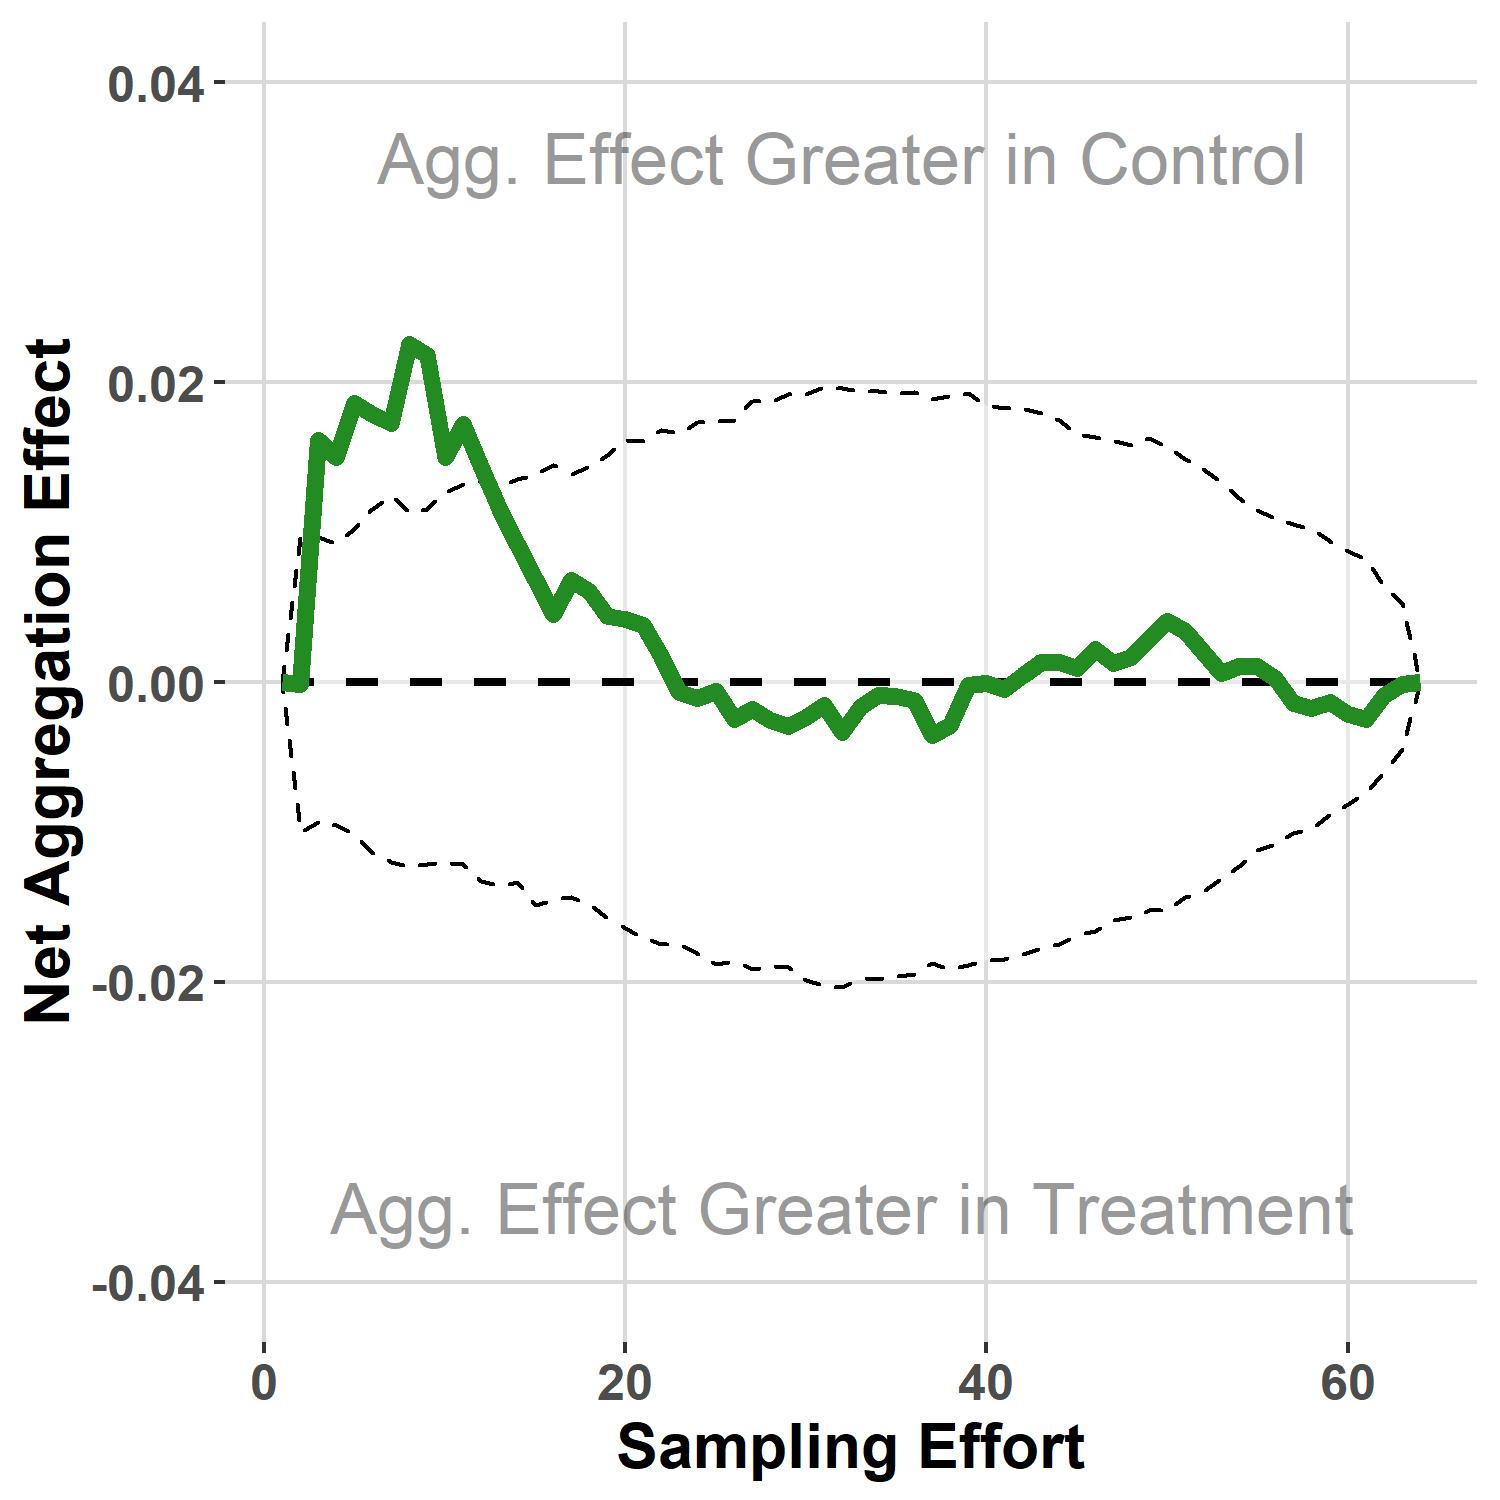 0.04
Agg. Effect Greater in Control
0.02
Net Aggregation Effect
0.00
-0.02
Agg. Effect Greater in Treatment
-0.04
0 20 40 60
Sampling Effort